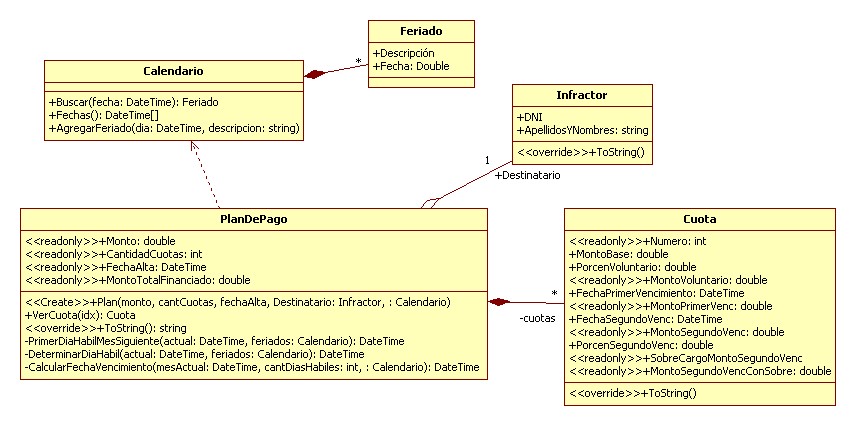 Feriado
+Descripción
+Fecha: Double
*
Calendario
+Buscar(fecha: DateTime): Feriado
+Fechas(): DateTime[]
+AgregarFeriado(dia: DateTime, descripcion: string)
Infractor
+DNI
+ApellidosYNombres: string
<<override>>+ToString()
1
+Destinatario
PlanDePago
<<readonly>>+Monto: double
<<readonly>>+CantidadCuotas: int
<<readonly>>+FechaAlta: DateTime
<<readonly>>+MontoTotalFinanciado: double
<<Create>>+Plan(monto, cantCuotas, fechaAlta, Destinatario: Infractor, : Calendario)
+VerCuota(idx): Cuota
<<override>>+ToString(): string
-PrimerDiaHabilMesSiguiente(actual: DateTime, feriados: Calendario): DateTime
-DeterminarDiaHabil(actual: DateTime, feriados: Calendario): DateTime
-CalcularFechaVencimiento(mesActual: DateTime, cantDiasHabiles: int, : Calendario): DateTime
*
-cuotas
Cuota
<<readonly>>+Numero: int
+MontoBase: double
+PorcenVoluntario: double
<<readonly>>+MontoVoluntario: double
+FechaPrimerVencimiento: DateTime
<<readonly>>+MontoPrimerVenc: double
+FechaSegundoVenc: DateTime
<<readonly>>+MontoSegundoVenc: double
+PorcenSegundoVenc: double
<<readonly>>+SobreCargoMontoSegundoVenc
<<readonly>>+MontoSegundoVencConSobre: double
<<override>>+ToString()